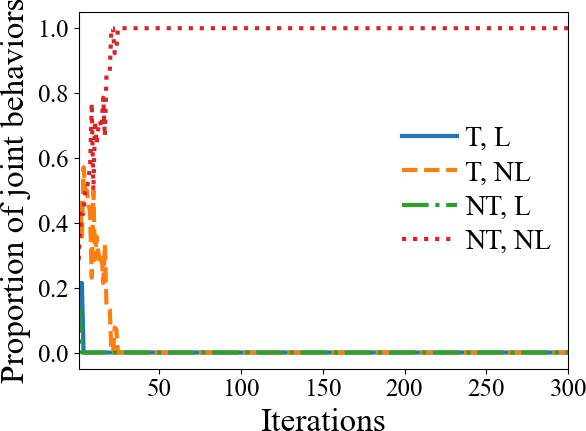 Proportion of joint behaviors
1.0
0.8
0.6
0.4
0.2
0.0
T, L
T, NL
NT, L
NT, NL
50 100 150 200 250 300
Iterations